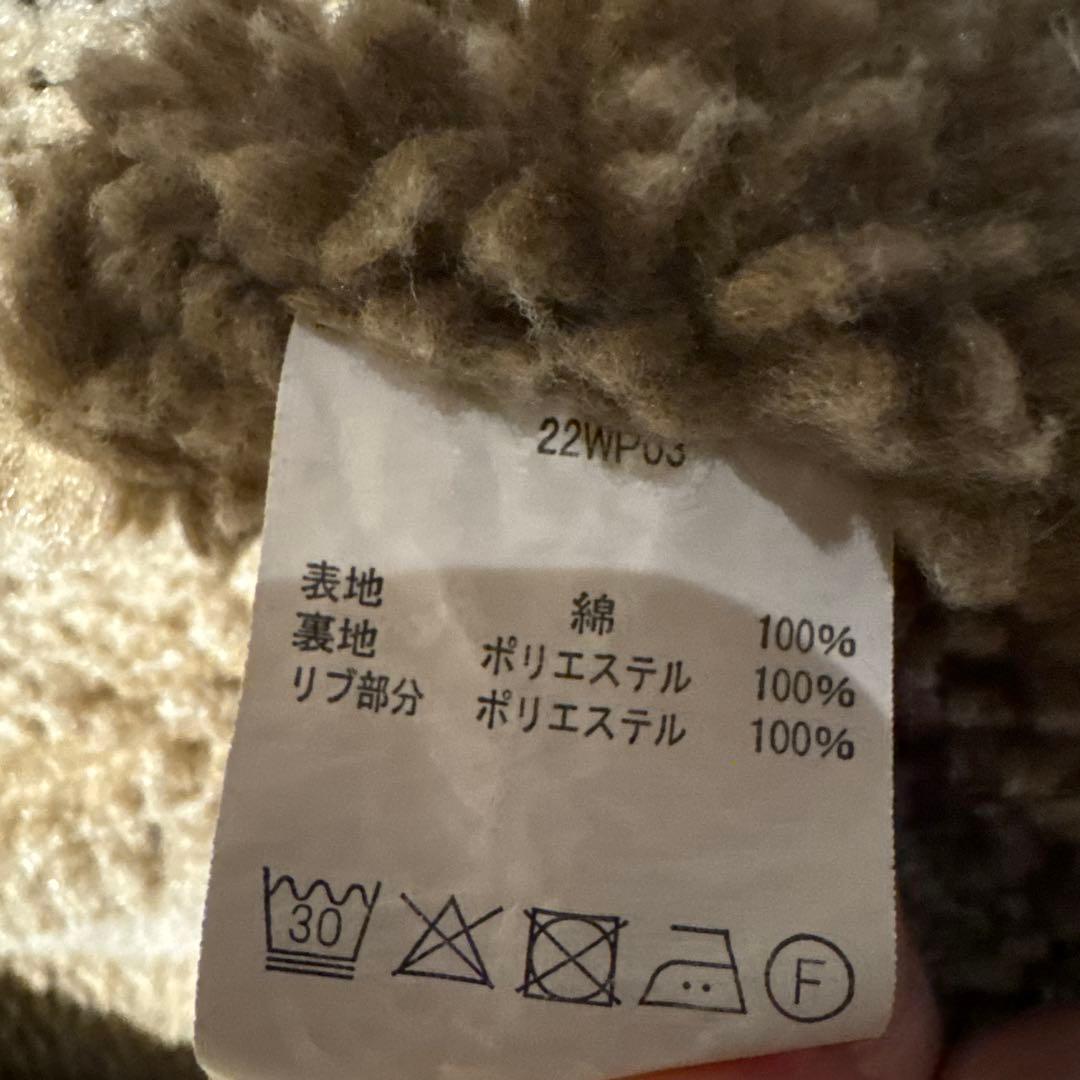 22WP03
表地 綿 100%
裏地 ポリエステル 100%
リブ部分 ポリエステル 100%
30
F